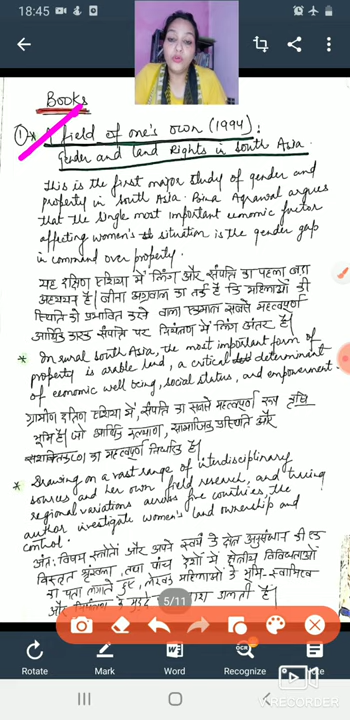 18:45
Books
① * A field of one's own (1994):
Gender and Land Rights in South Asia.
This is the first major study of gender and
property in South Asia. Bina Agrawal argues
that the single most important economic factor
affecting women's situation is the gender gap
in command over property.
यह दक्षिण एशिया में लिंग और संपत्ति का पहला बड़ा
अध्ययन है। बीना अग्रवाल का तर्क है कि महिलाओं की
स्थिति को प्रभावित करने वाला एकमात्र सबसे महत्वपूर्ण
आर्थिक कारक संपत्ति पर नियंत्रण में लिंग अंतर है।
* In rural South Asia, the most important form of
property is arable land, a critical determinant
of economic well being, social status, and empowerment.
ग्रामीण दक्षिण एशिया में, संपत्ति का सबसे महत्वपूर्ण रूप कृषि
भूमि है। जो आर्थिक कल्याण, सामाजिक स्थिति और
सशक्तिकरण का महत्वपूर्ण निर्धारक है।
* Drawing on a vast range of interdisciplinary
sources and her own field research, and tracing
regional variations across five countries, the
author investigate women's land ownership and
control.
अंतः विषय स्त्रोतों और अपने स्वयं के क्षेत्र अनुसंधान की एक
विस्तृत श्रृंखला, तथा पांच देशों में क्षेत्रीय विविधताओं
का पता लगाते हुए, लेखक महिलाओं के भूमि-स्वामित्व
और नियंत्रण के मुद्दे डालती हैं।
5/11
Rotate
Mark
Word
Recognize
Note
VRECORDER